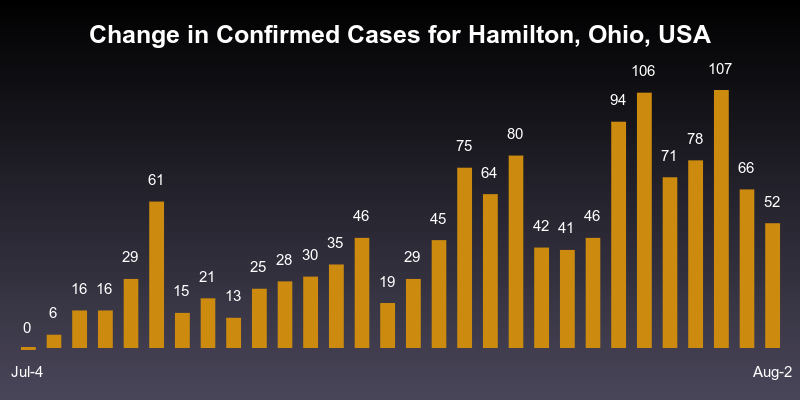 Change in Confirmed Cases for Hamilton, Ohio, USA
0 6 16 16 29 61 15 21 13 25 28 30 35 46 19 29 45 75 64 80 42 41 46 94 106 71 78 107 66 52
Jul-4 Aug-2